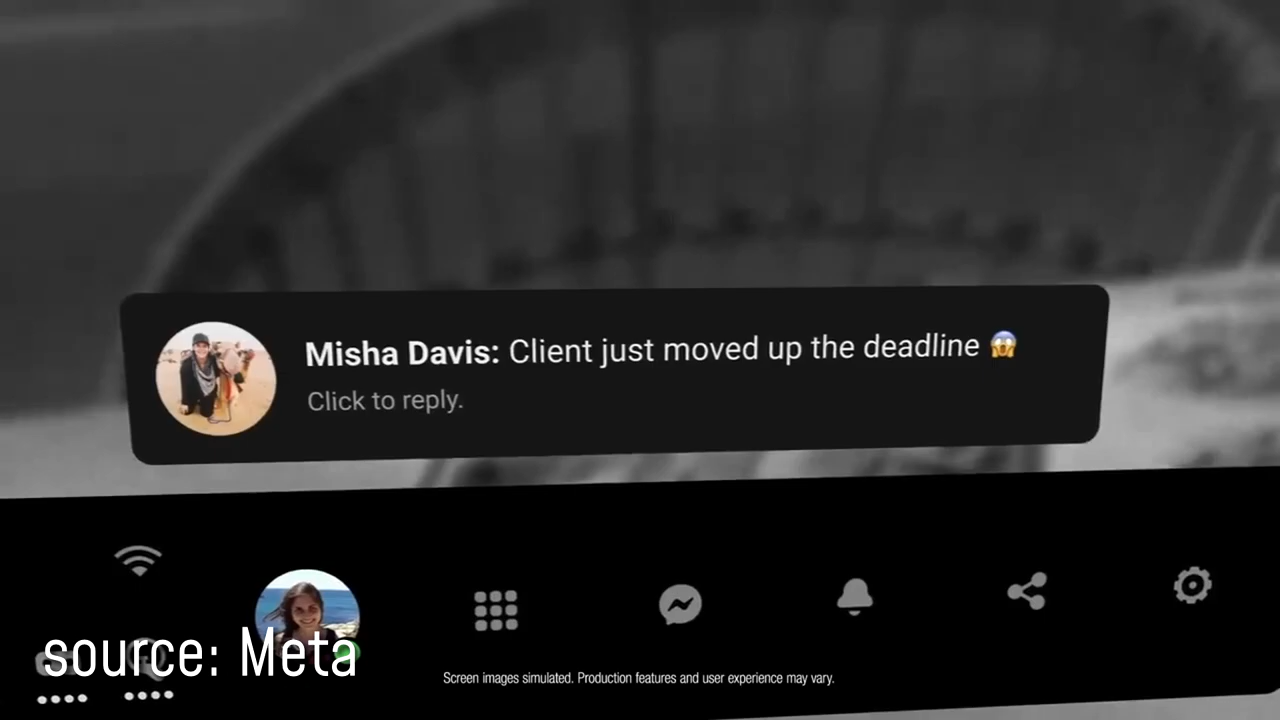 Misha Davis: Client just moved up the deadline 😱
Click to reply.
source: Meta
Screen images simulated. Production features and user experience may vary.